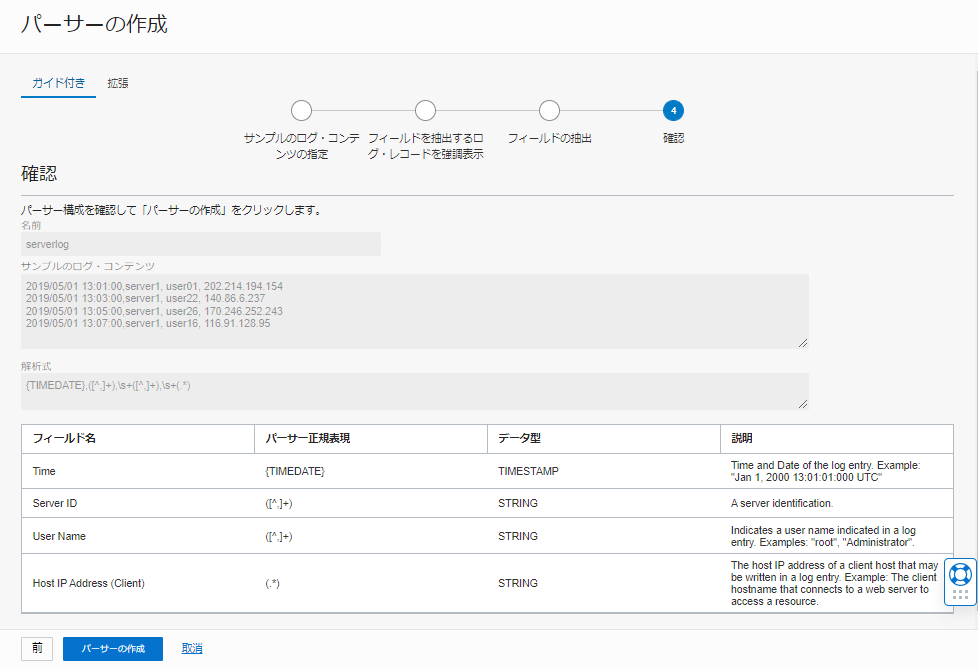 パーサーの作成
ガイド付き 拡張
4
サンプルのログ・コンテ
ンツの指定
フィールドを抽出するロ
グ・レコードを強調表示
フィールドの抽出
確認
確認
パーサー構成を確認して「パーサーの作成」をクリックします。
名前
serverlog
サンプルのログ・コンテンツ
2019/05/01 13:01:00,server1, user01, 202.214.194.154
2019/05/01 13:03:00,server1, user22, 140.86.6.237
2019/05/01 13:05:00,server1, user26, 170.246.252.243
2019/05/01 13:07:00,server1, user16, 116.91.128.95
解析式
{TIMEDATE},([^,]+),\s+([^,]+),\s+(.*)
フィールド名 パーサー正規表現 データ型 説明
Time {TIMEDATE} TIMESTAMP Time and Date of the log entry. Example:
"Jan 1, 2000 13:01:01:000 UTC"
Server ID ([^,]+) STRING A server identification.
User Name ([^,]+) STRING Indicates a user name indicated in a log
entry. Examples: "root", "Administrator".
Host IP Address (Client) (.*) STRING The host IP address of a client host that may
be written in a log entry. Example: The client
hostname that connects to a web server to
access a resource.
前 パーサーの作成 取消